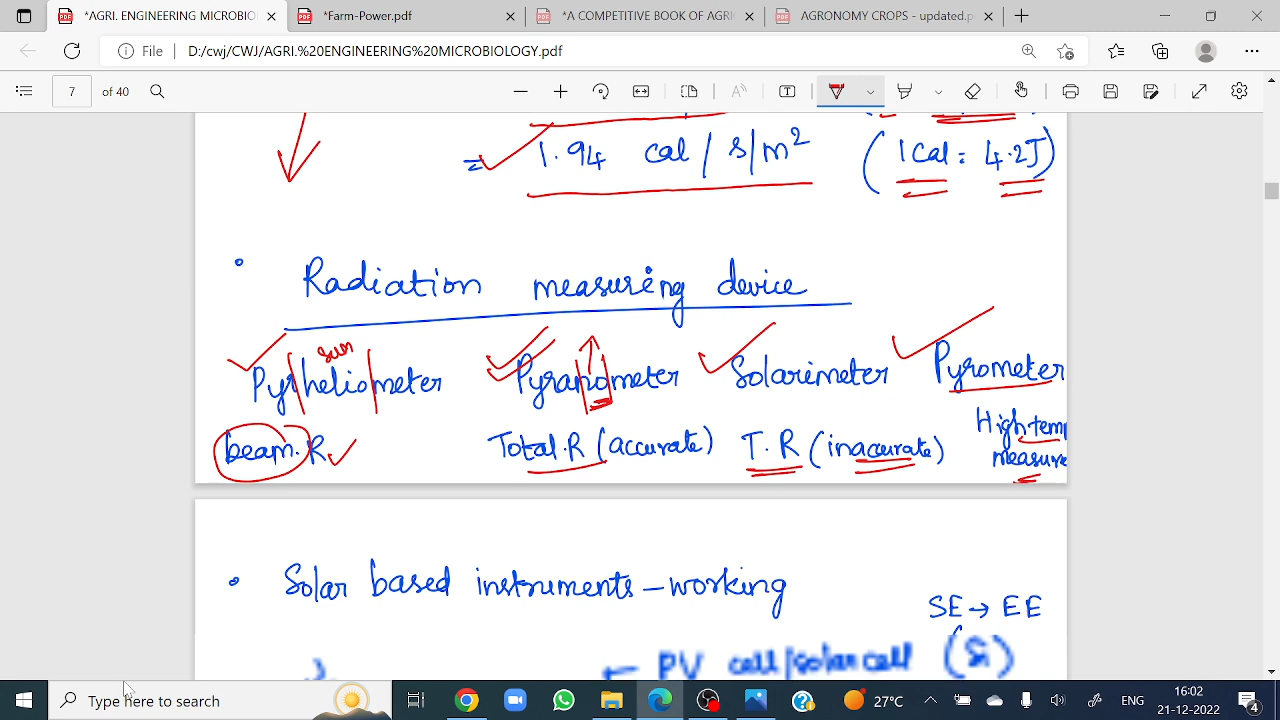 *AGRI. ENGINEERING MICROBIO
*Farm-Power.pdf
*A COMPETITIVE BOOK OF AGRI
AGRONOMY CROPS - updated.p
File D:/cwj/CWJ/AGRI.%20ENGINEERING%20MICROBIOLOGY.pdf
7 of 40
= 1.94 cal / s/m² (1Cal = 4.2J)
• Radiation measuring device
sun
Pyrheliometer Pyranometer Solarimeter Pyrometer
beam.R Total.R (accurate) T.R (inaccurate) High temp
measure
• Solar based instruments – working
SE → EE
← PV cell/solar cell (Si)
Type here to search
27°C
ENG
16:02
21-12-2022
4